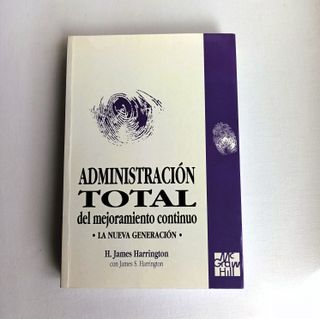 ADMINISTRACIÓN
TOTAL
del mejoramiento continuo
• LA NUEVA GENERACIÓN •
H. James Harrington
con James S. Harrington
Mc
Graw
Hill